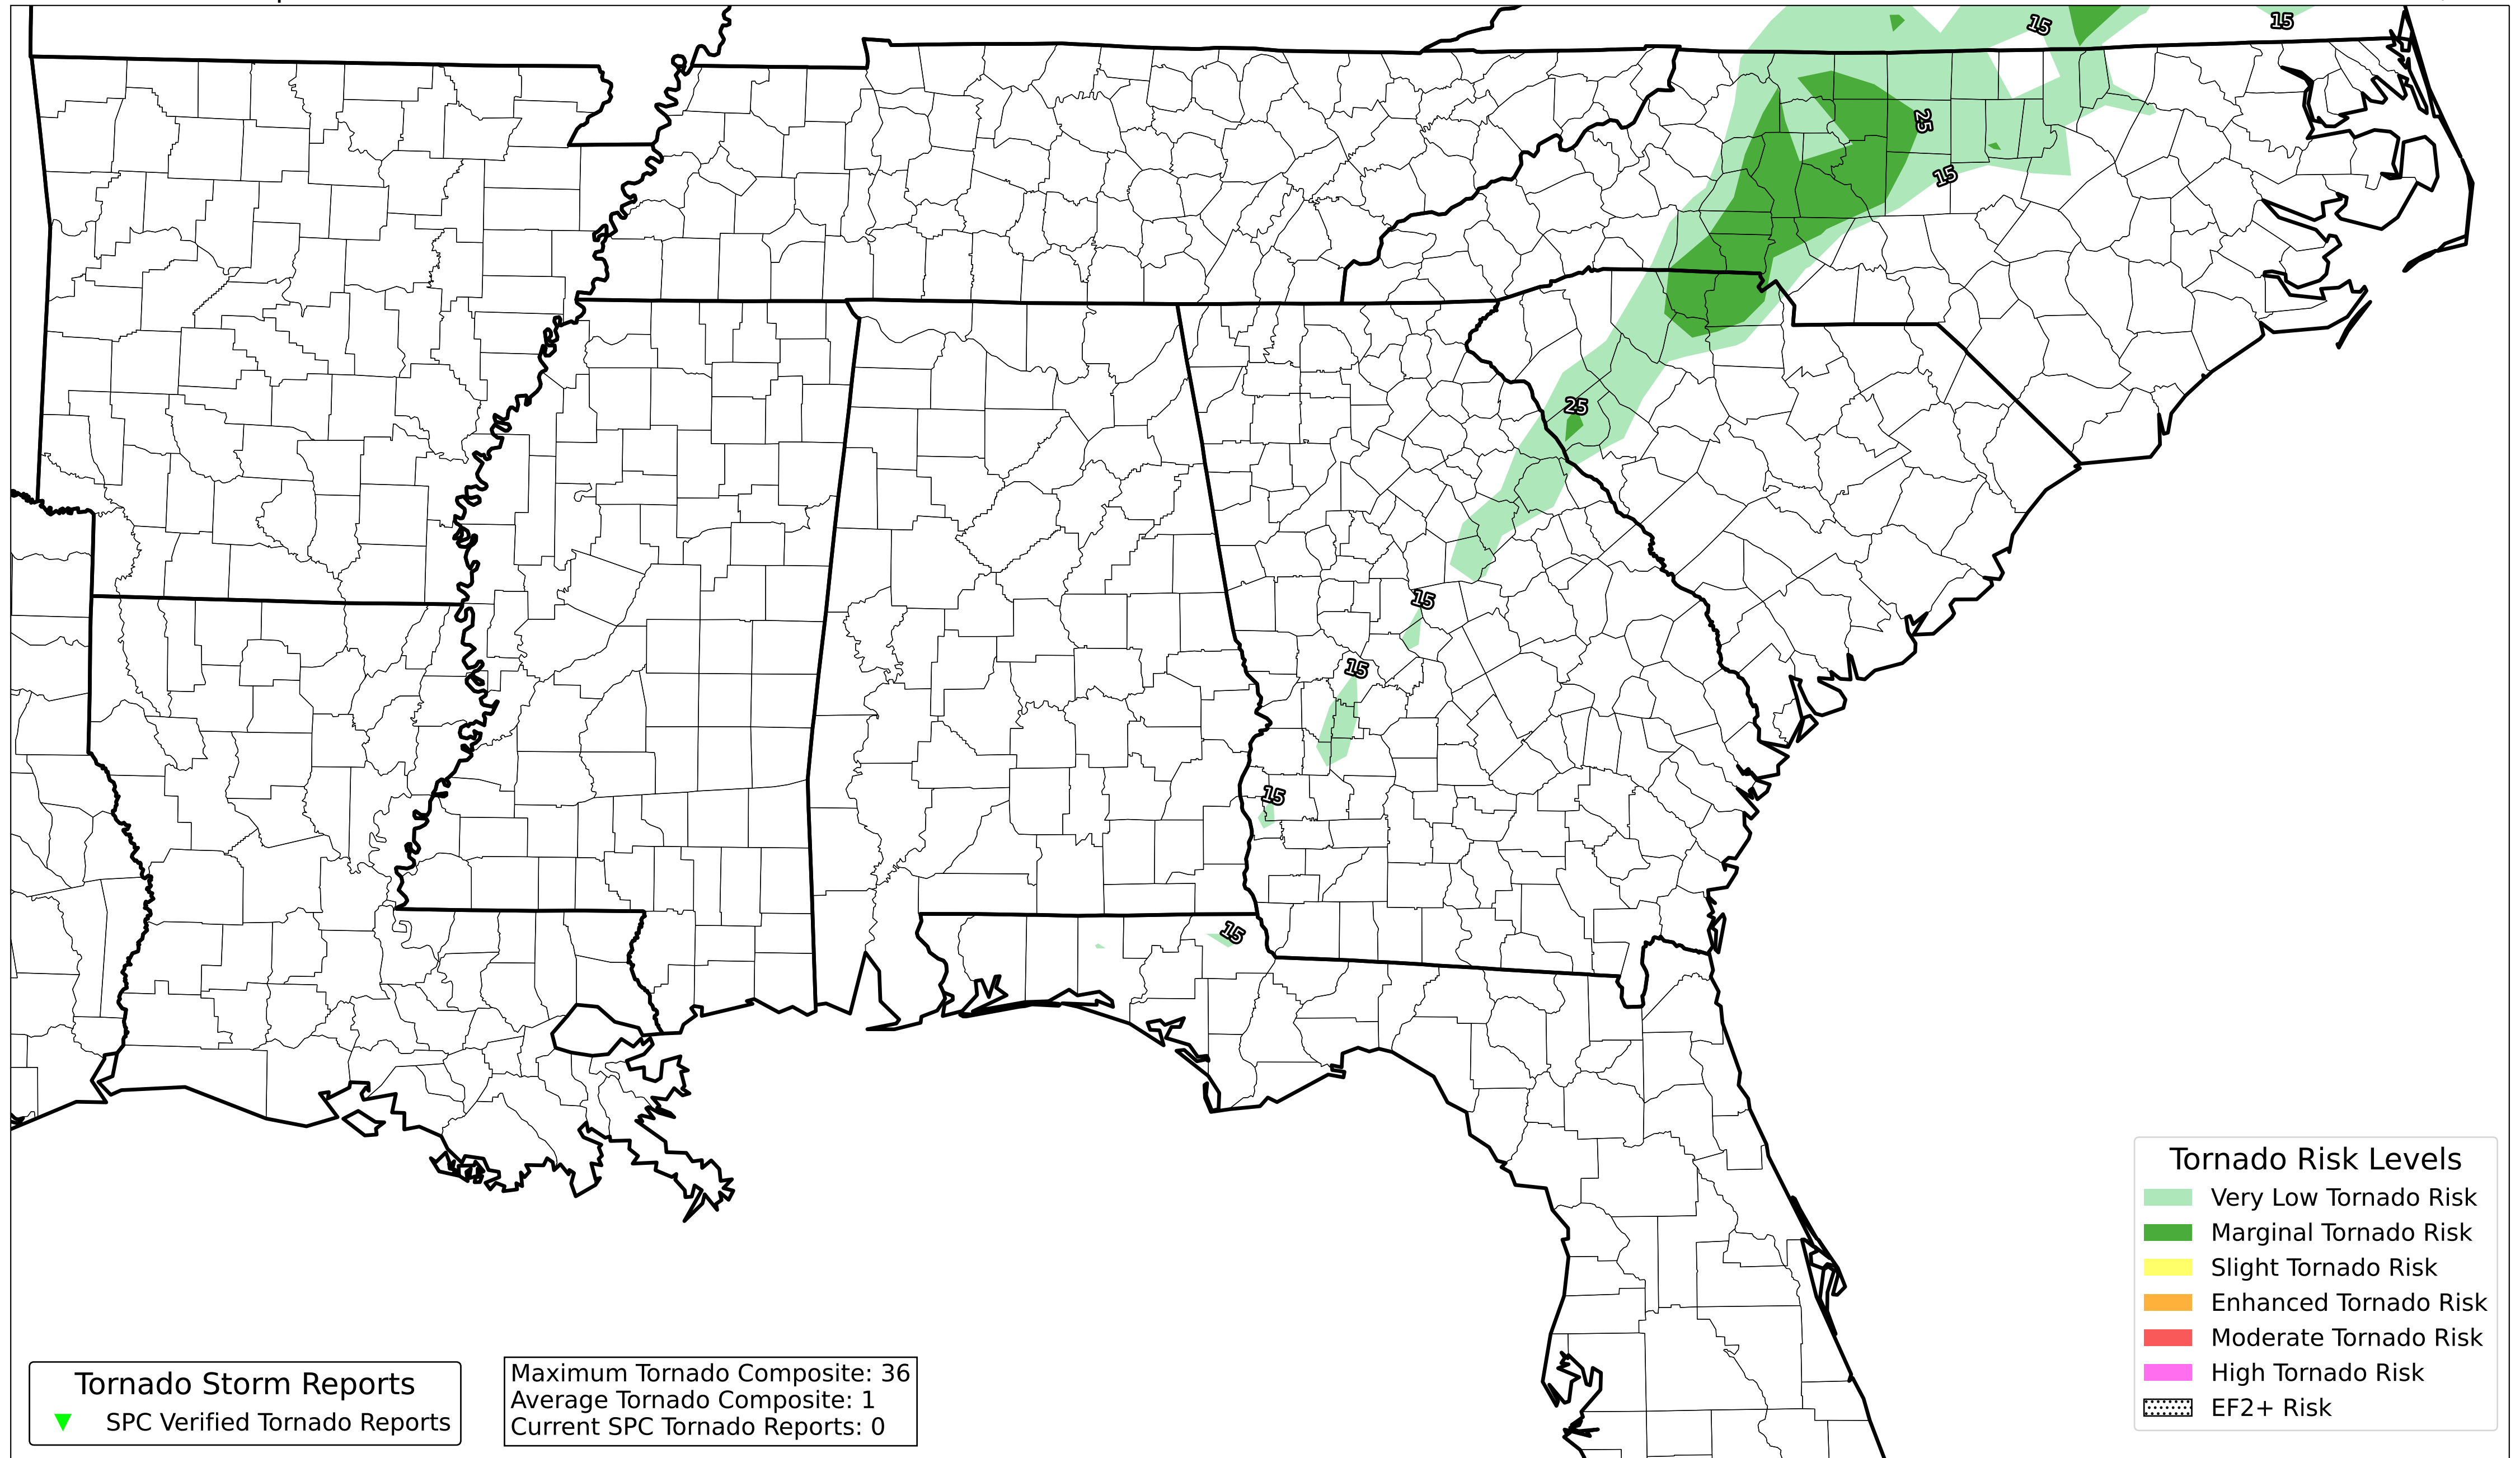 15
15
25
15
25
15
15
15
15
Tornado Risk Levels
Very Low Tornado Risk
Marginal Tornado Risk
Slight Tornado Risk
Enhanced Tornado Risk
Moderate Tornado Risk
High Tornado Risk
EF2+ Risk
Tornado Storm Reports
SPC Verified Tornado Reports
Maximum Tornado Composite: 36
Average Tornado Composite: 1
Current SPC Tornado Reports: 0